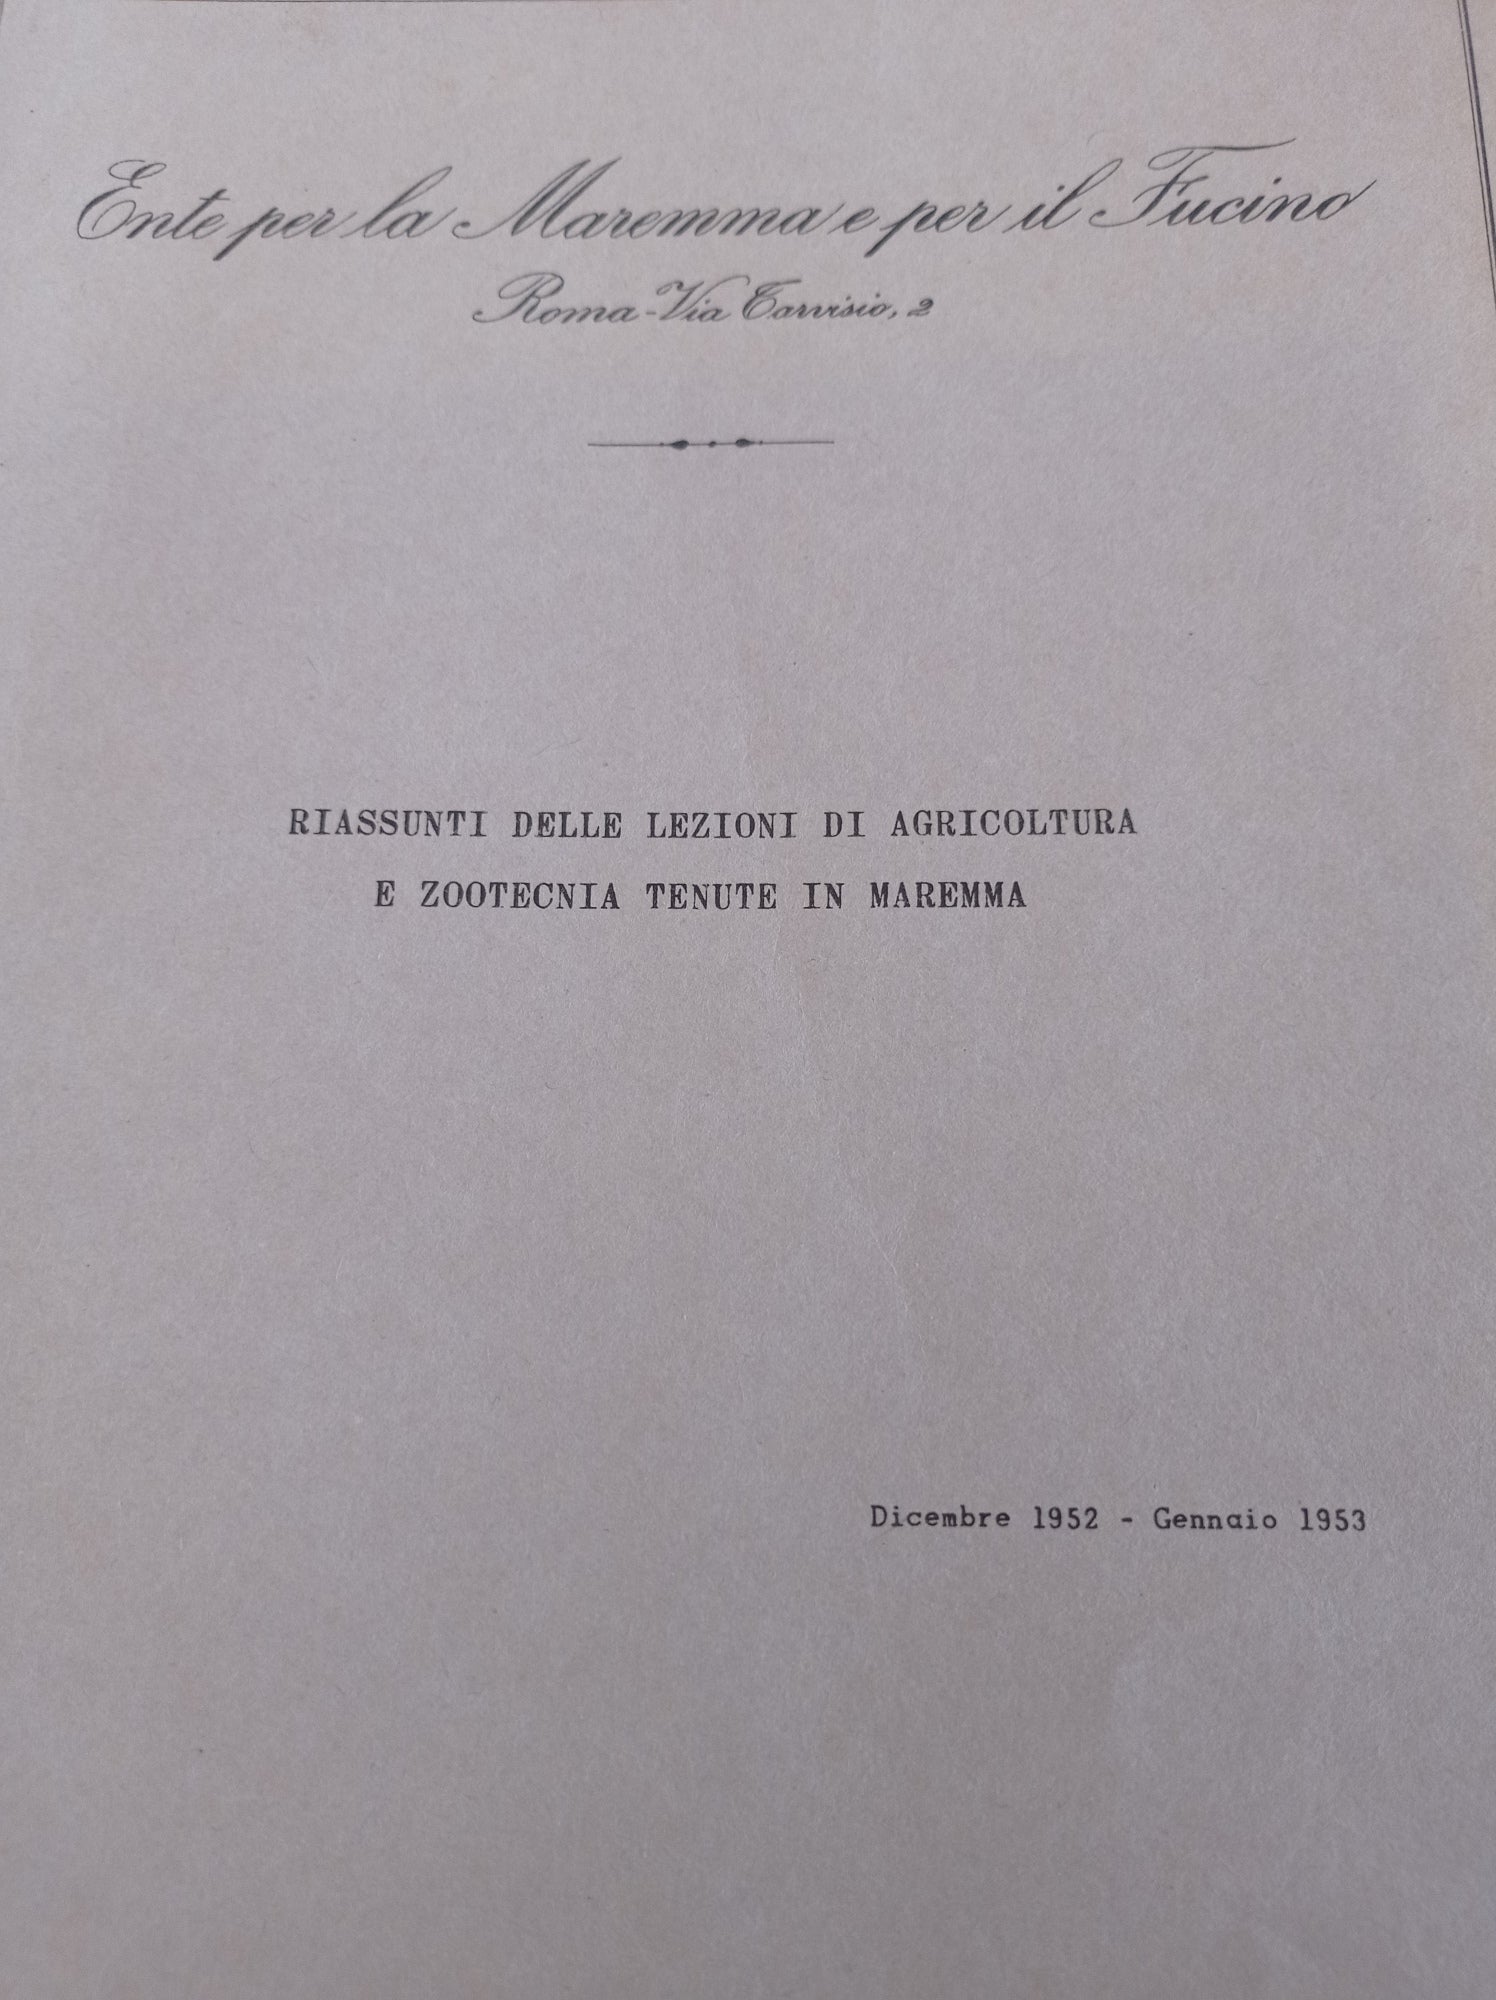 Ente per la Maremma e per il Fucino
Roma - Via Tarvisio, 2
RIASSUNTI DELLE LEZIONI DI AGRICOLTURA
E ZOOTECNIA TENUTE IN MAREMMA
Dicembre 1952 - Gennaio 1953